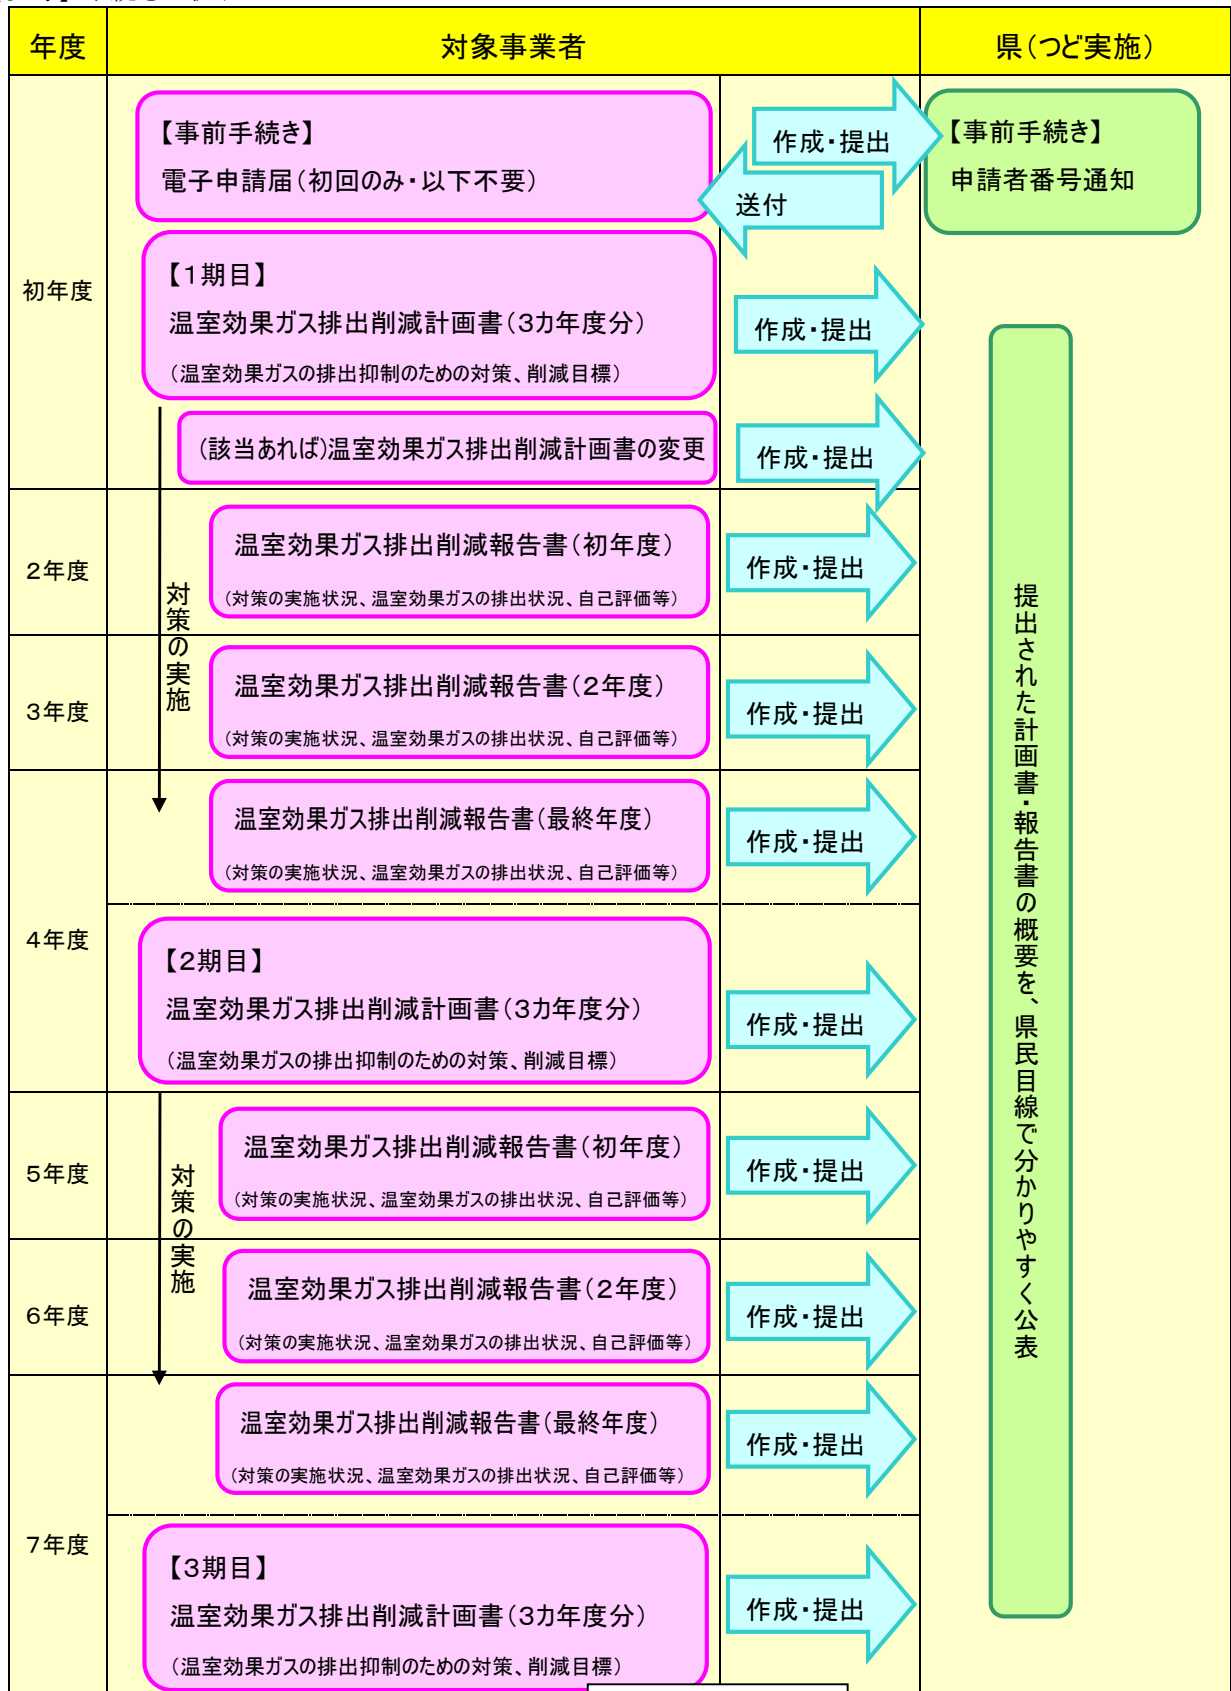 年度
対象事業者
県（つど実施）
初年度
【事前手続き】
電子申請届（初回のみ・以下不要）
作成・提出
送付
【事前手続き】
申請者番号通知
【１期目】
温室効果ガス排出削減計画書（３カ年度分）
（温室効果ガスの排出抑制のための対策、削減目標）
作成・提出
（該当あれば）温室効果ガス排出削減計画書の変更
作成・提出
対策の実施
２年度
温室効果ガス排出削減報告書（初年度）
（対策の実施状況、温室効果ガスの排出状況、自己評価等）
作成・提出
３年度
温室効果ガス排出削減報告書（２年度）
（対策の実施状況、温室効果ガスの排出状況、自己評価等）
作成・提出
４年度
温室効果ガス排出削減報告書（最終年度）
（対策の実施状況、温室効果ガスの排出状況、自己評価等）
作成・提出
【２期目】
温室効果ガス排出削減計画書（３カ年度分）
（温室効果ガスの排出抑制のための対策、削減目標）
作成・提出
対策の実施
５年度
温室効果ガス排出削減報告書（初年度）
（対策の実施状況、温室効果ガスの排出状況、自己評価等）
作成・提出
６年度
温室効果ガス排出削減報告書（２年度）
（対策の実施状況、温室効果ガスの排出状況、自己評価等）
作成・提出
７年度
温室効果ガス排出削減報告書（最終年度）
（対策の実施状況、温室効果ガスの排出状況、自己評価等）
作成・提出
【３期目】
温室効果ガス排出削減計画書（３カ年度分）
（温室効果ガスの排出抑制のための対策、削減目標）
作成・提出
提出された計画書・報告書の概要を、県民目線で分かりやすく公表